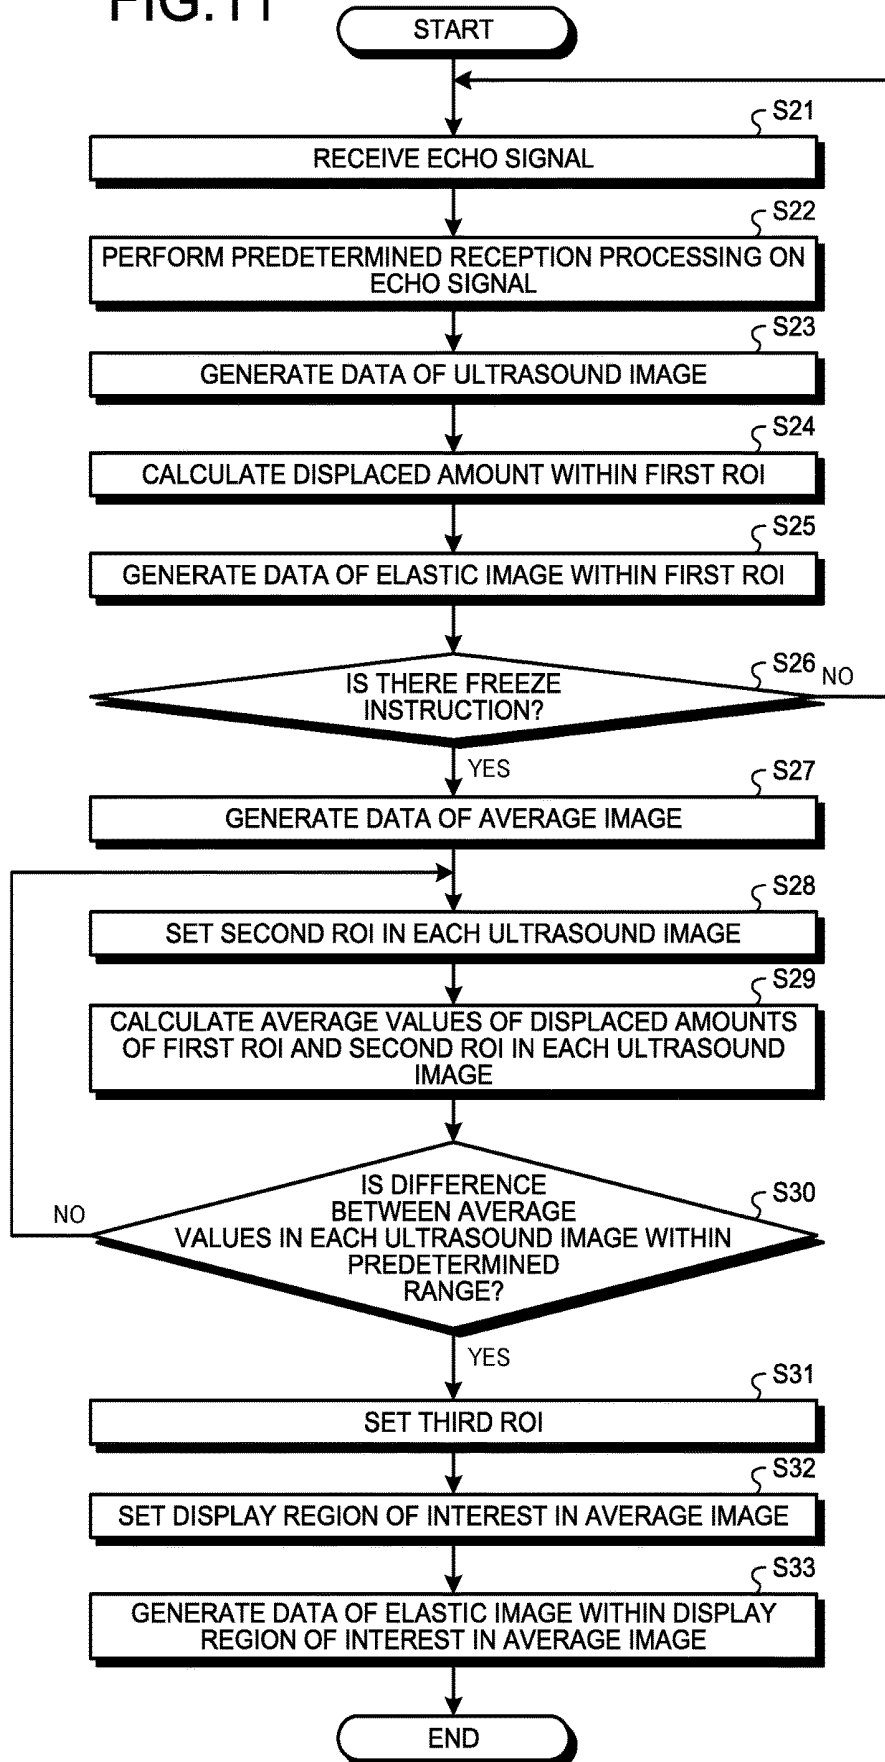 FIG.11
START
S21
RECEIVE ECHO SIGNAL
S22
PERFORM PREDETERMINED RECEPTION PROCESSING ON
ECHO SIGNAL
S23
GENERATE DATA OF ULTRASOUND IMAGE
S24
CALCULATE DISPLACED AMOUNT WITHIN FIRST ROI
S25
GENERATE DATA OF ELASTIC IMAGE WITHIN FIRST ROI
S26
NO
IS THERE FREEZE
INSTRUCTION?
YES
S27
GENERATE DATA OF AVERAGE IMAGE
S28
SET SECOND ROI IN EACH ULTRASOUND IMAGE
S29
CALCULATE AVERAGE VALUES OF DISPLACED AMOUNTS
OF FIRST ROI AND SECOND ROI IN EACH ULTRASOUND
IMAGE
S30
IS DIFFERENCE
BETWEEN AVERAGE
VALUES IN EACH ULTRASOUND IMAGE WITHIN
PREDETERMINED
RANGE?
NO
YES
S31
SET THIRD ROI
S32
SET DISPLAY REGION OF INTEREST IN AVERAGE IMAGE
S33
GENERATE DATA OF ELASTIC IMAGE WITHIN DISPLAY
REGION OF INTEREST IN AVERAGE IMAGE
END